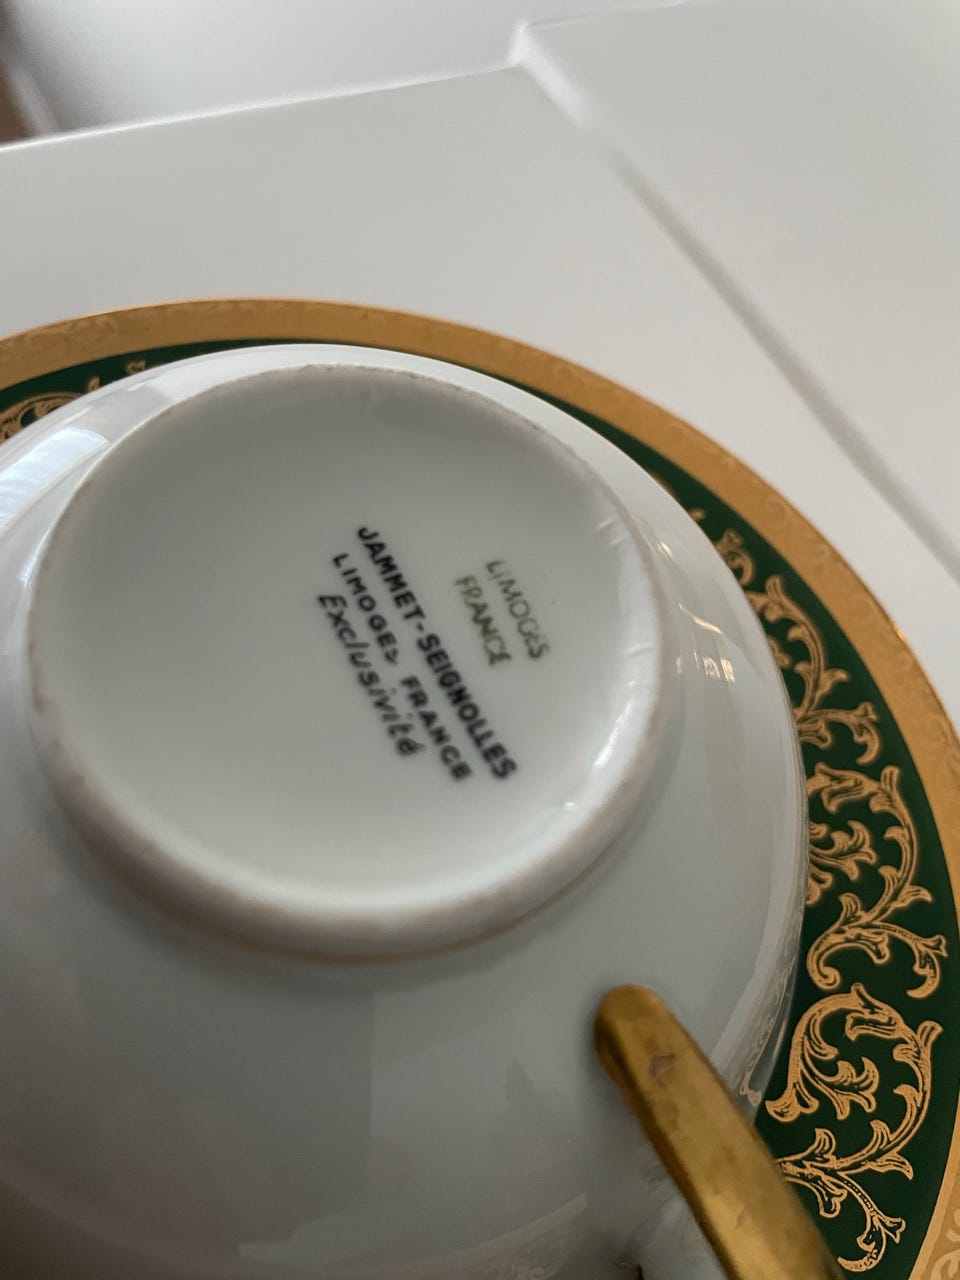 LIMOGES
FRANCE
JAMMET-SEIGNOLLES
LIMOGES FRANCE
Exclusivité